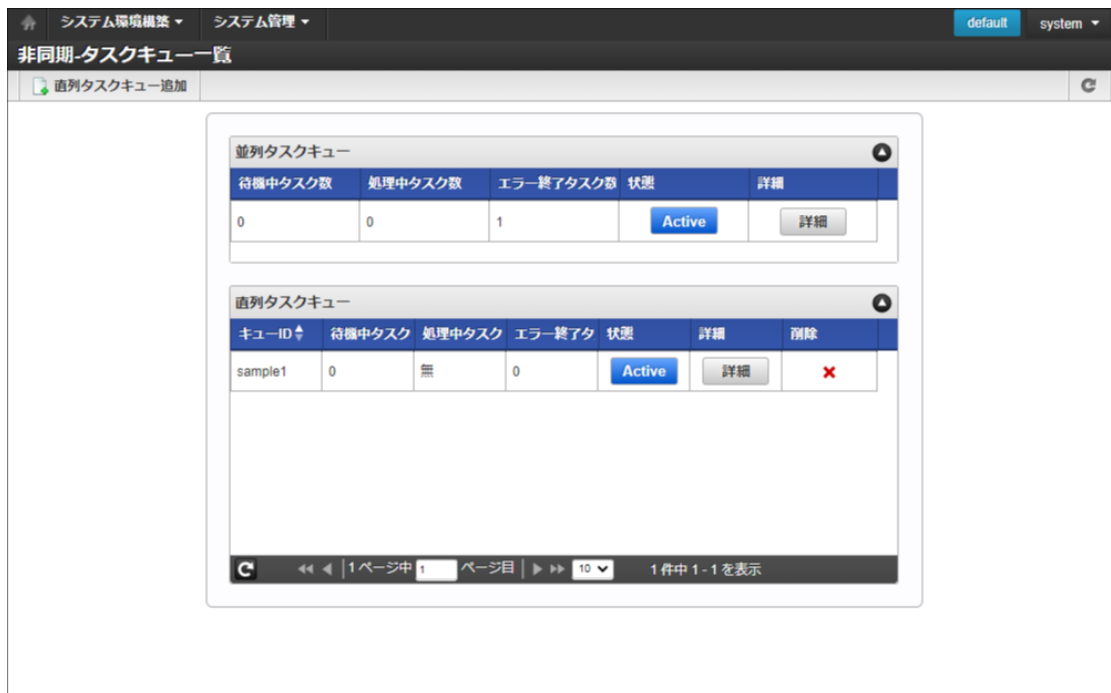 システム環境構築 システム管理 default system
非同期-タスクキュー一覧
直列タスクキュー追加
並列タスクキュー
待機中タスク数 処理中タスク数 エラー終了タスク数 状態 詳細
0 0 1 Active 詳細
直列タスクキュー
キューID 待機中タスク 処理中タスク エラー終了タ 状態 詳細 削除
sample1 0 無 0 Active 詳細
1 ページ中 1 ページ目 10 1 件中 1 - 1 を表示